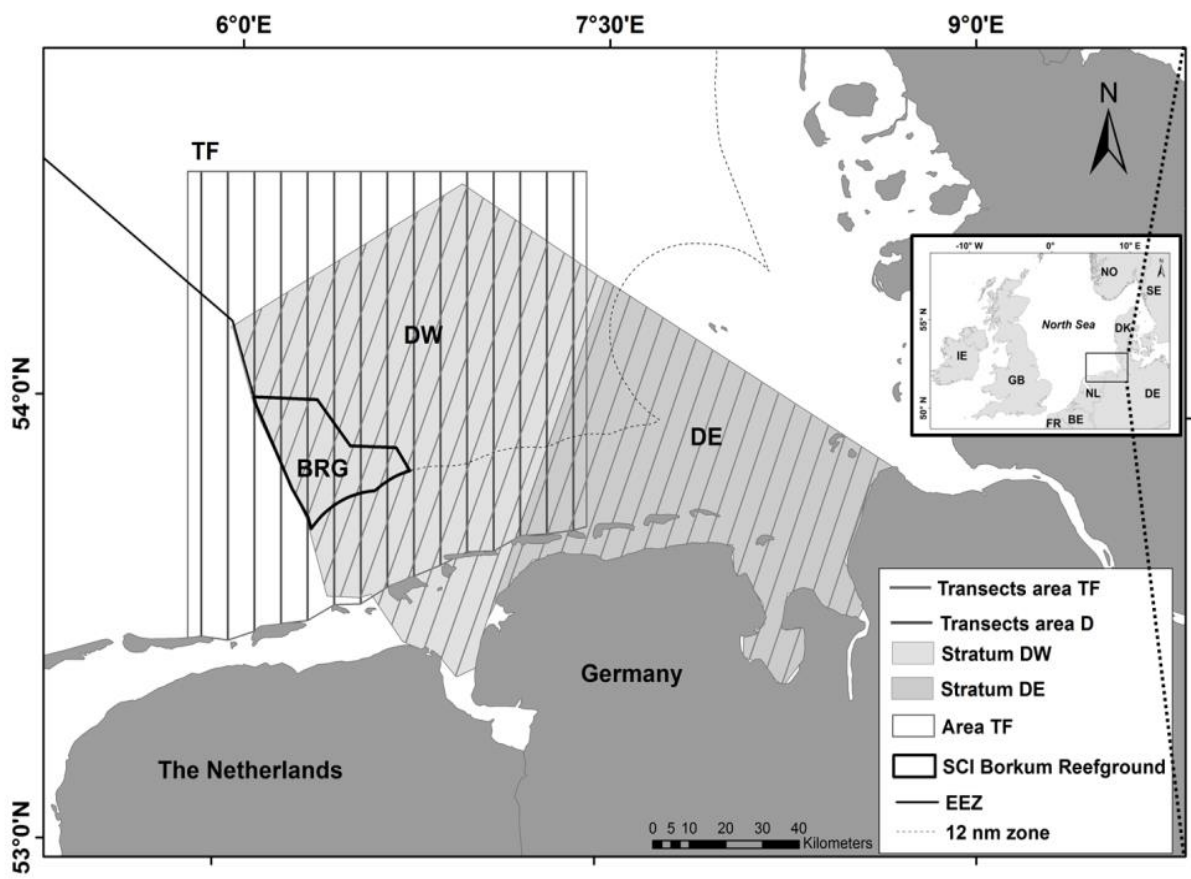 6°0'E 7°30'E 9°0'E
N
TF
-10° W 0° 10° E
N
NO
SE
55°
North Sea
DK
DW
IE
GB
NL
DE
50° N
BE
FR
54°0'N
DE
BRG
Transects area TF
Transects area D
Stratum DW
Germany
Stratum DE
Area TF
The Netherlands
SCI Borkum Reefground
EEZ
12 nm zone
0 5 10 20 30 40
Kilometers
53°0'N